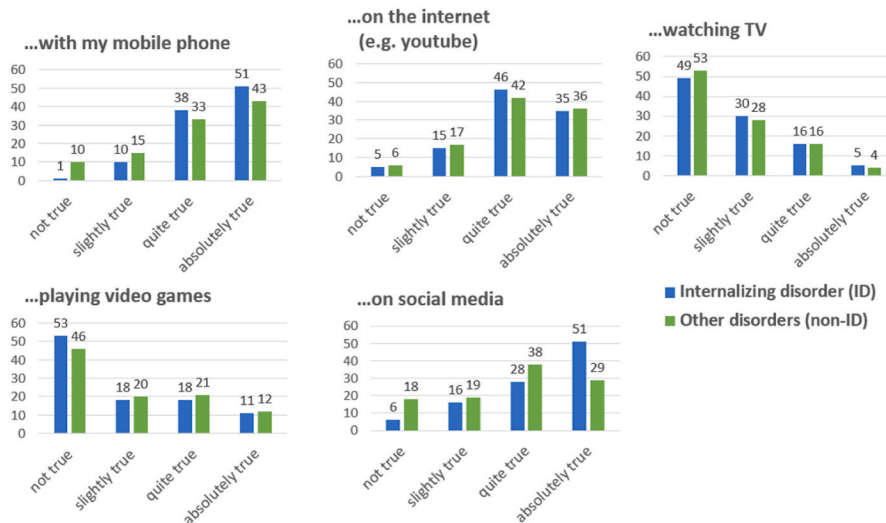 ...with my mobile phone
60
50
40
30
20
10
0
1 10
10 15
38 33
51 43
not true
slightly true
quite true
absolutely true
...on the internet
(e.g. youtube)
60
50
40
30
20
10
0
5 6
15 17
46 42
35 36
not true
slightly true
quite true
absolutely true
...watching TV
60
50
40
30
20
10
0
49 53
30 28
16 16
5 4
not true
slightly true
quite true
absolutely true
...playing video games
60
50
40
30
20
10
0
53 46
18 20
18 21
11 12
not true
slightly true
quite true
absolutely true
...on social media
60
50
40
30
20
10
0
6 18
16 19
28 38
51 29
not true
slightly true
quite true
absolutely true
Internalizing disorder (ID)
Other disorders (non-ID)